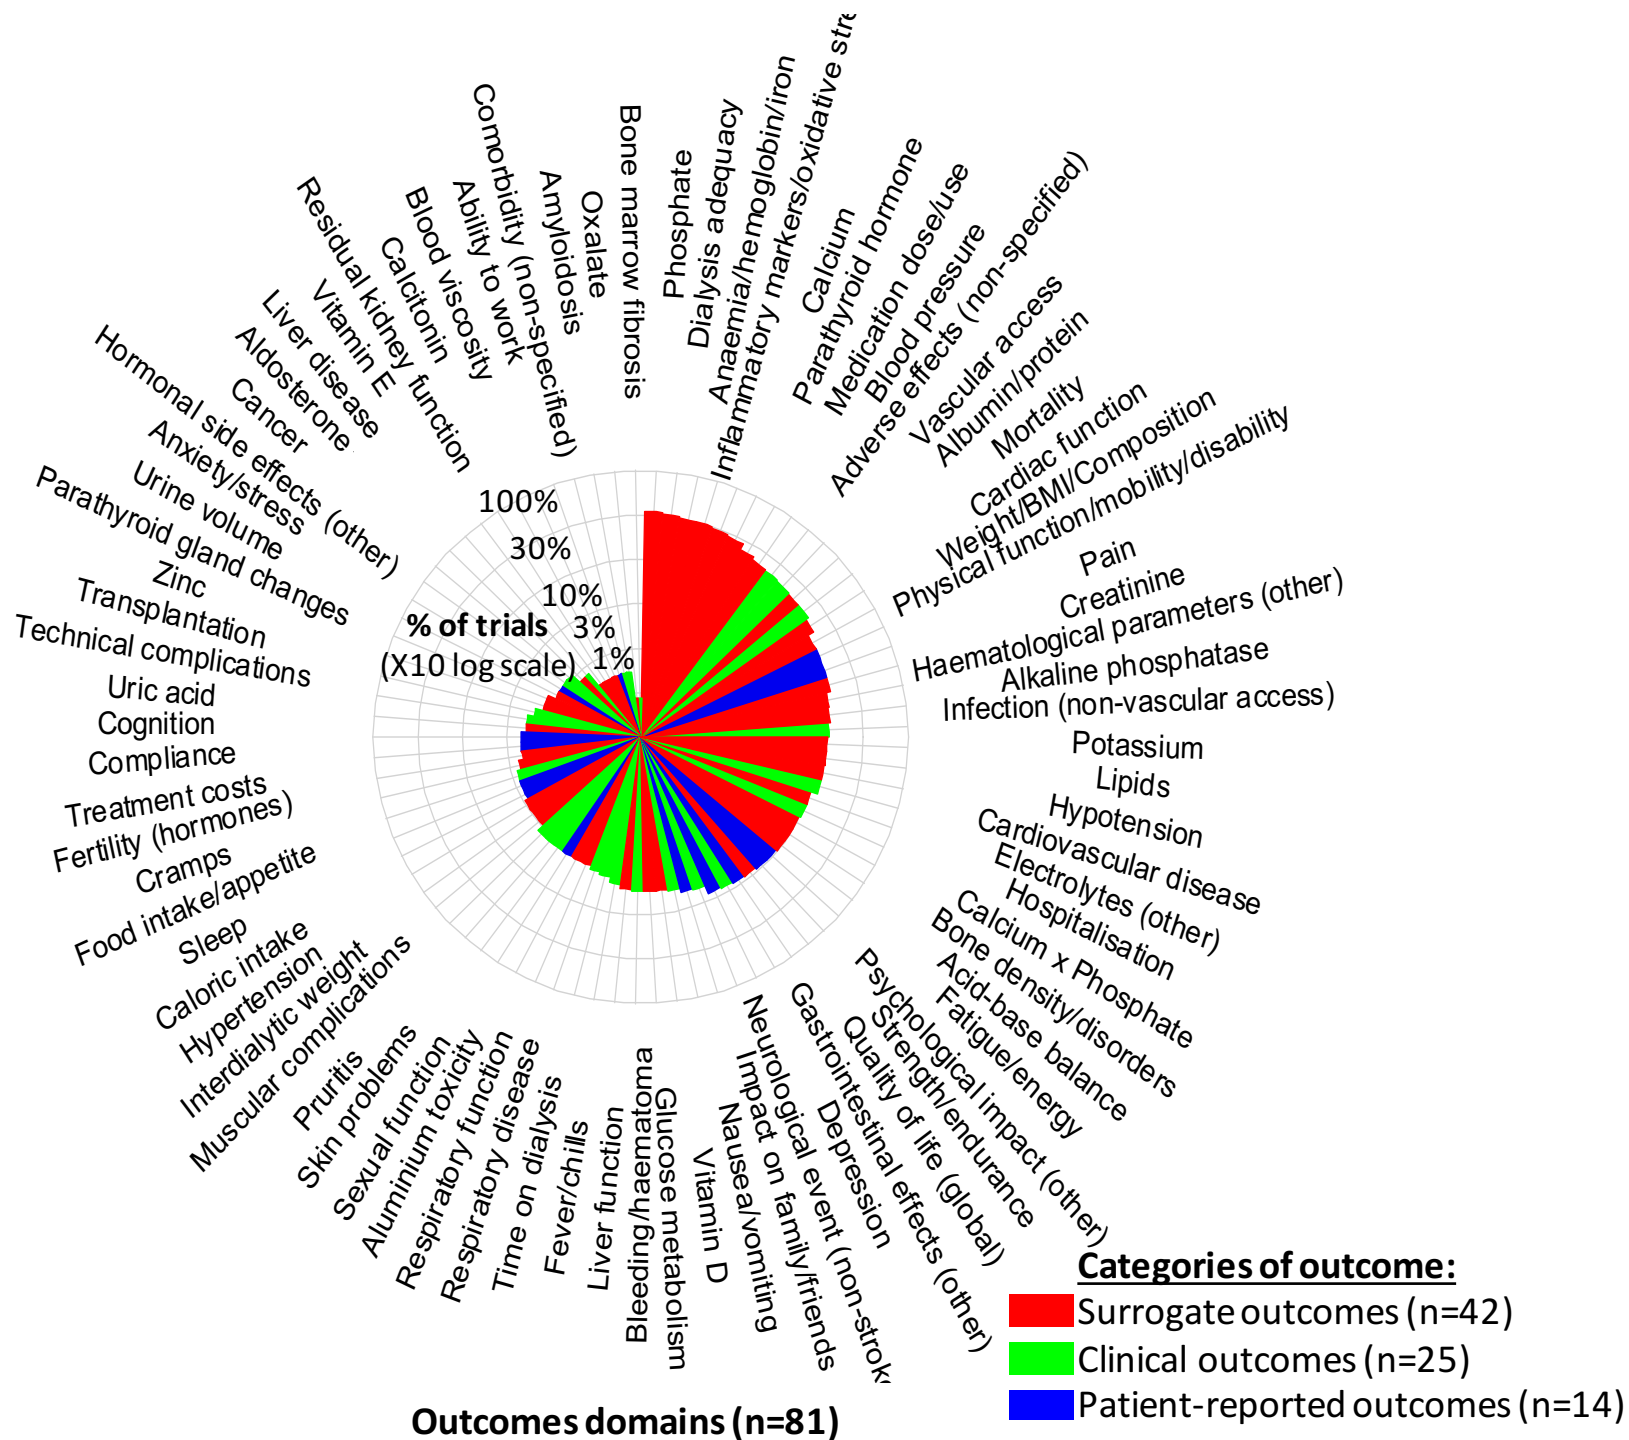 Phosphate
Dialysis adequacy
Anaemia/hemoglobin/iron
Inflammatory markers/oxidative stre
Calcium
Parathyroid hormone
Medication dose/use
Blood pressure
Adverse effects (non-specified)
Vascular access
Albumin/protein
Mortality
Cardiac function
Weight/BMI/Composition
Physical function/mobility/disability
Pain
Creatinine
Haematological parameters (other)
Alkaline phosphatase
Infection (non-vascular access)
Potassium
Lipids
Hypotension
Cardiovascular disease
Electrolytes (other)
Hospitalisation
Calcium x Phosphate
Bone density/disorders
Acid-base balance
Fatigue/energy
Psychological impact (other)
Strength/endurance
Quality of life (global)
Gastrointestinal effects (other)
Depression
Neurological event (non-stroke
Impact on family/friends
Nausea/vomiting
Vitamin D
Glucose metabolism
Bleeding/haematoma
Liver function
Fever/chills
Time on dialysis
Respiratory disease
Respiratory function
Aluminium toxicity
Sexual function
Skin problems
Pruritis
Muscular complications
Interdialytic weight
Hypertension
Caloric intake
Sleep
Food intake/appetite
Cramps
Fertility (hormones)
Treatment costs
Compliance
Cognition
Uric acid
Technical complications
Transplantation
Zinc
Parathyroid gland changes
Urine volume
Anxiety/stress
Hormonal side effects (other)
Cancer
Aldosterone
Liver disease
Vitamin E
Residual kidney function
Calcitonin
Blood viscosity
Ability to work
Comorbidity (non-specified)
Amyloidosis
Oxalate
Bone marrow fibrosis
100%
30%
10%
3%
1%
% of trials
(X10 log scale)
Categories of outcome:
Surrogate outcomes (n=42)
Clinical outcomes (n=25)
Patient-reported outcomes (n=14)
Outcomes domains (n=81)